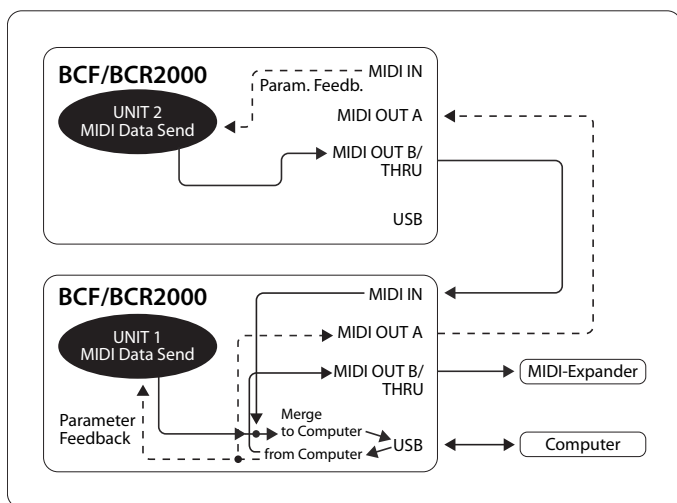 BCF/BCR2000
MIDI IN
Param. Feedb.
UNIT 2
MIDI Data Send
MIDI OUT A
MIDI OUT B/
THRU
USB
BCF/BCR2000
MIDI IN
UNIT 1
MIDI Data Send
MIDI OUT A
MIDI OUT B/
THRU
MIDI-Expander
Parameter
Feedback
Merge
to Computer
from Computer
USB
Computer